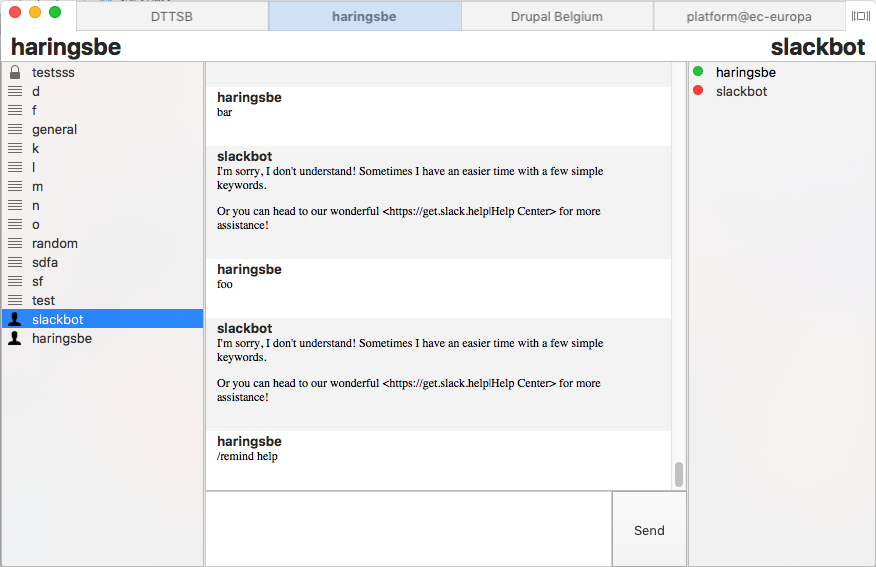 DTTSB
haringsbe
Drupal Belgium
platform@ec-europa
haringsbe
slackbot
testsss
d
f
general
k
l
m
n
o
random
sdfa
sf
test
slackbot
haringsbe
haringsbe
bar
slackbot
I'm sorry, I don't understand! Sometimes I have an easier time with a few simple
keywords.
Or you can head to our wonderful <https://get.slack.help|Help Center> for more
assistance!
haringsbe
foo
slackbot
I'm sorry, I don't understand! Sometimes I have an easier time with a few simple
keywords.
Or you can head to our wonderful <https://get.slack.help|Help Center> for more
assistance!
haringsbe
/remind help
Send
haringsbe
slackbot